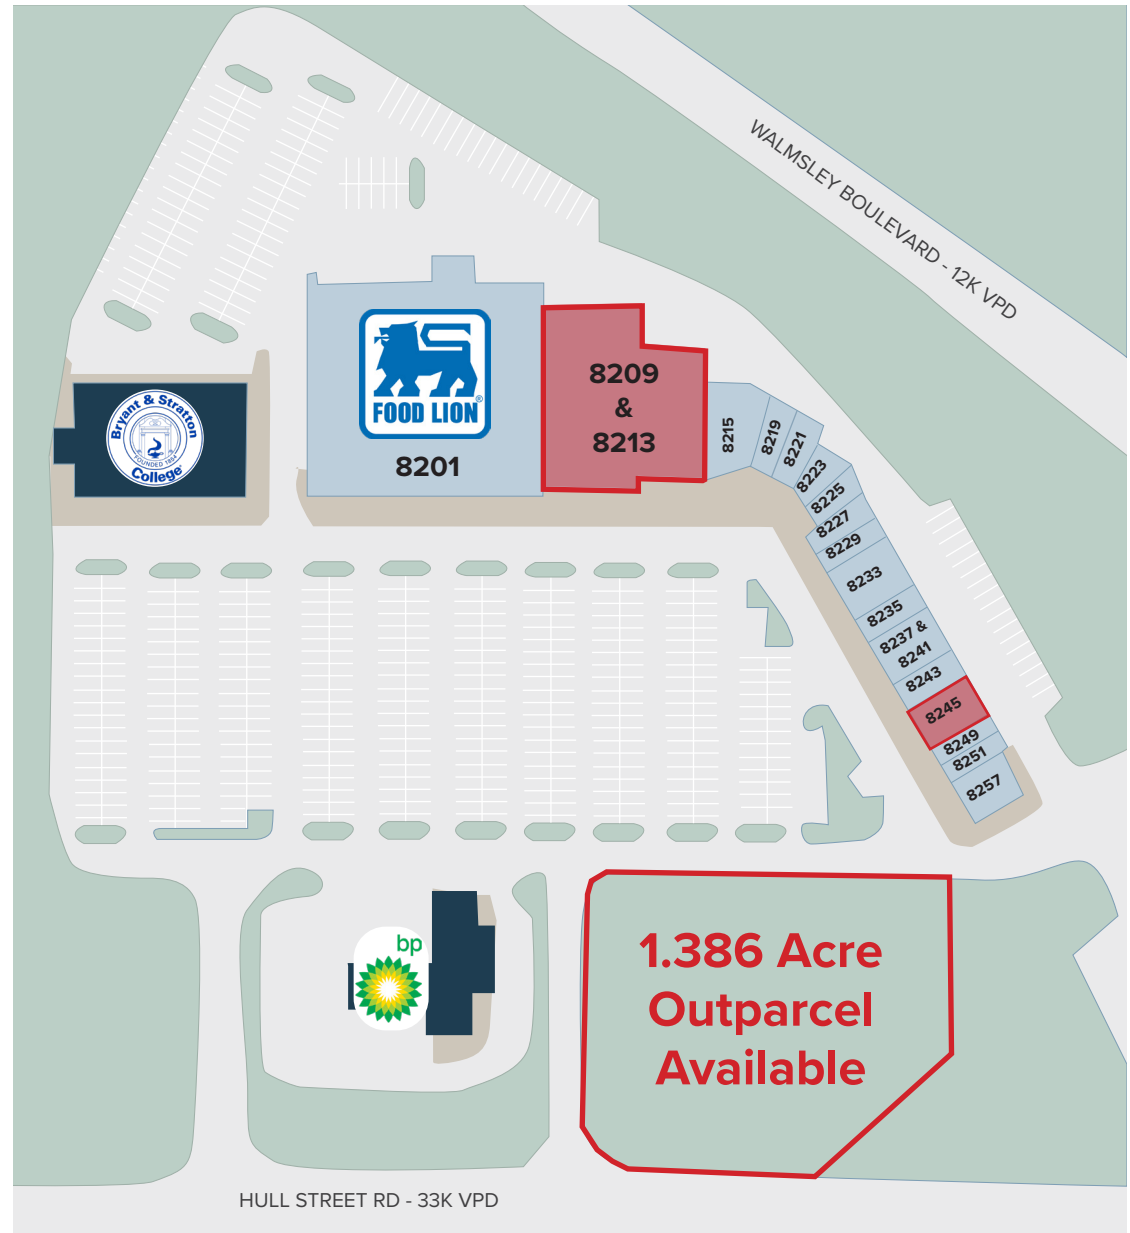 WALMSLEY BOULEVARD - 12K VPD
FOOD LION®
8201
8209
&
8213
Bryant & Stratton
FOUNDED 1854
College
8215
8219
8221
8223
8225
8227
8229
8233
8235
8237 &
8241
8243
8245
8249
8251
8257
bp
1.386 Acre
Outparcel
Available
HULL STREET RD - 33K VPD